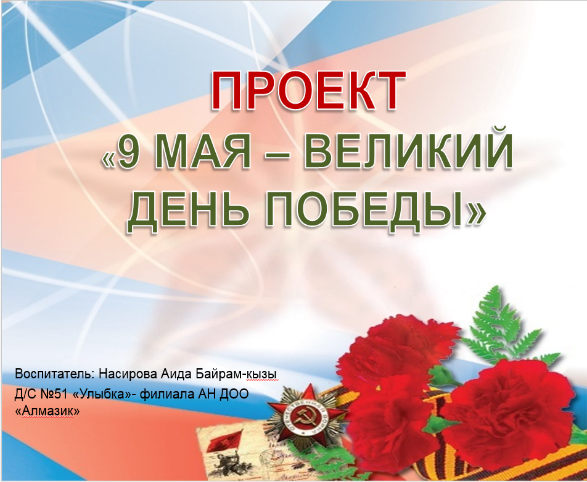 ПРОЕКТ
«9 МАЯ – ВЕЛИКИЙ
ДЕНЬ ПОБЕДЫ»
Воспитатель: Насирова Аида Байрам-кызы
Д/С №51 «Улыбка»- филиала АН ДОО
«Алмазик»